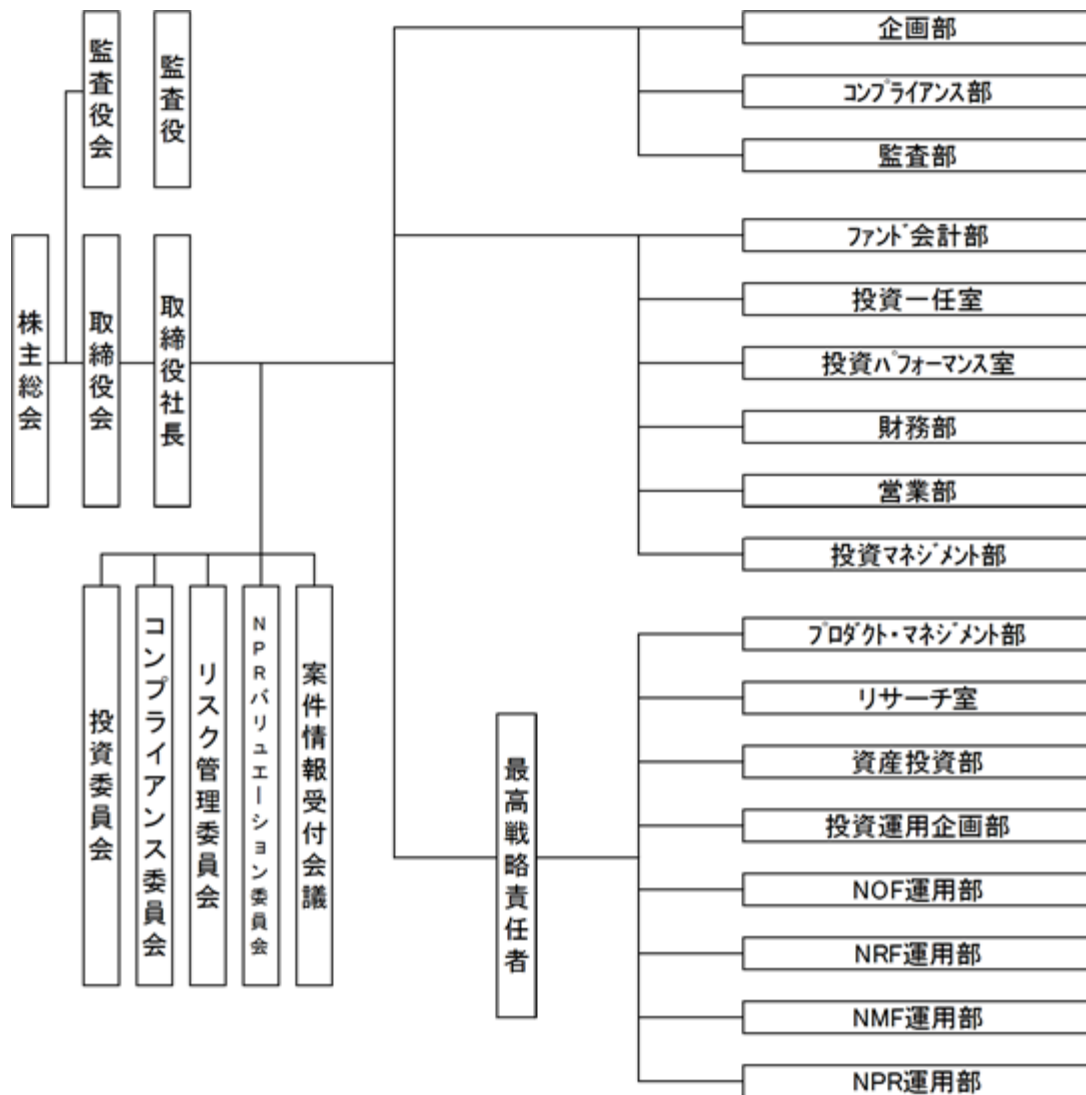 監査役会
監査役
株主総会
取締役会
取締役社長
投資委員会
コンプライアンス委員会
リスク管理委員会
NPRバリュエーション委員会
案件情報受付会議
最高戦略責任者
企画部
コンプライアンス部
監査部
ファンド会計部
投資一任室
投資パフォーマンス室
財務部
営業部
投資マネジメント部
プロダクト・マネジメント部
リサーチ室
資産投資部
投資運用企画部
NOF運用部
NRF運用部
NMF運用部
NPR運用部